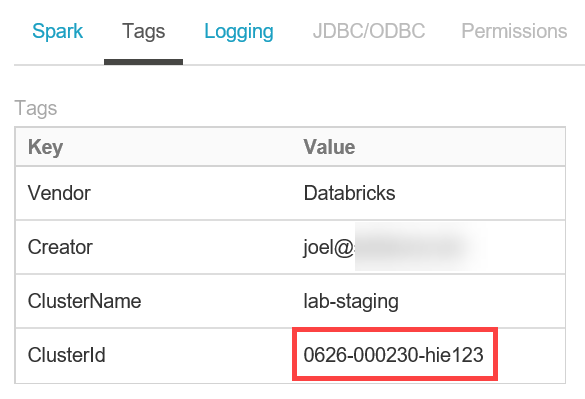 Spark Tags Logging JDBC/ODBC Permissions
Tags
Key Value
Vendor Databricks
Creator joel@
ClusterName lab-staging
ClusterId 0626-000230-hie123